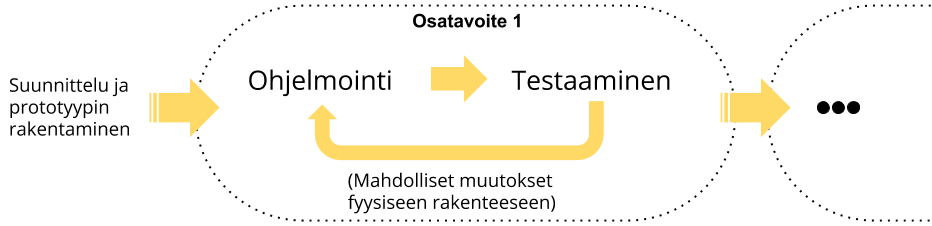 Osatavoite 1
Suunnittelu ja
prototyypin
rakentaminen
Ohjelmointi
Testaaminen
(Mahdolliset muutokset
fyysiseen rakenteeseen)